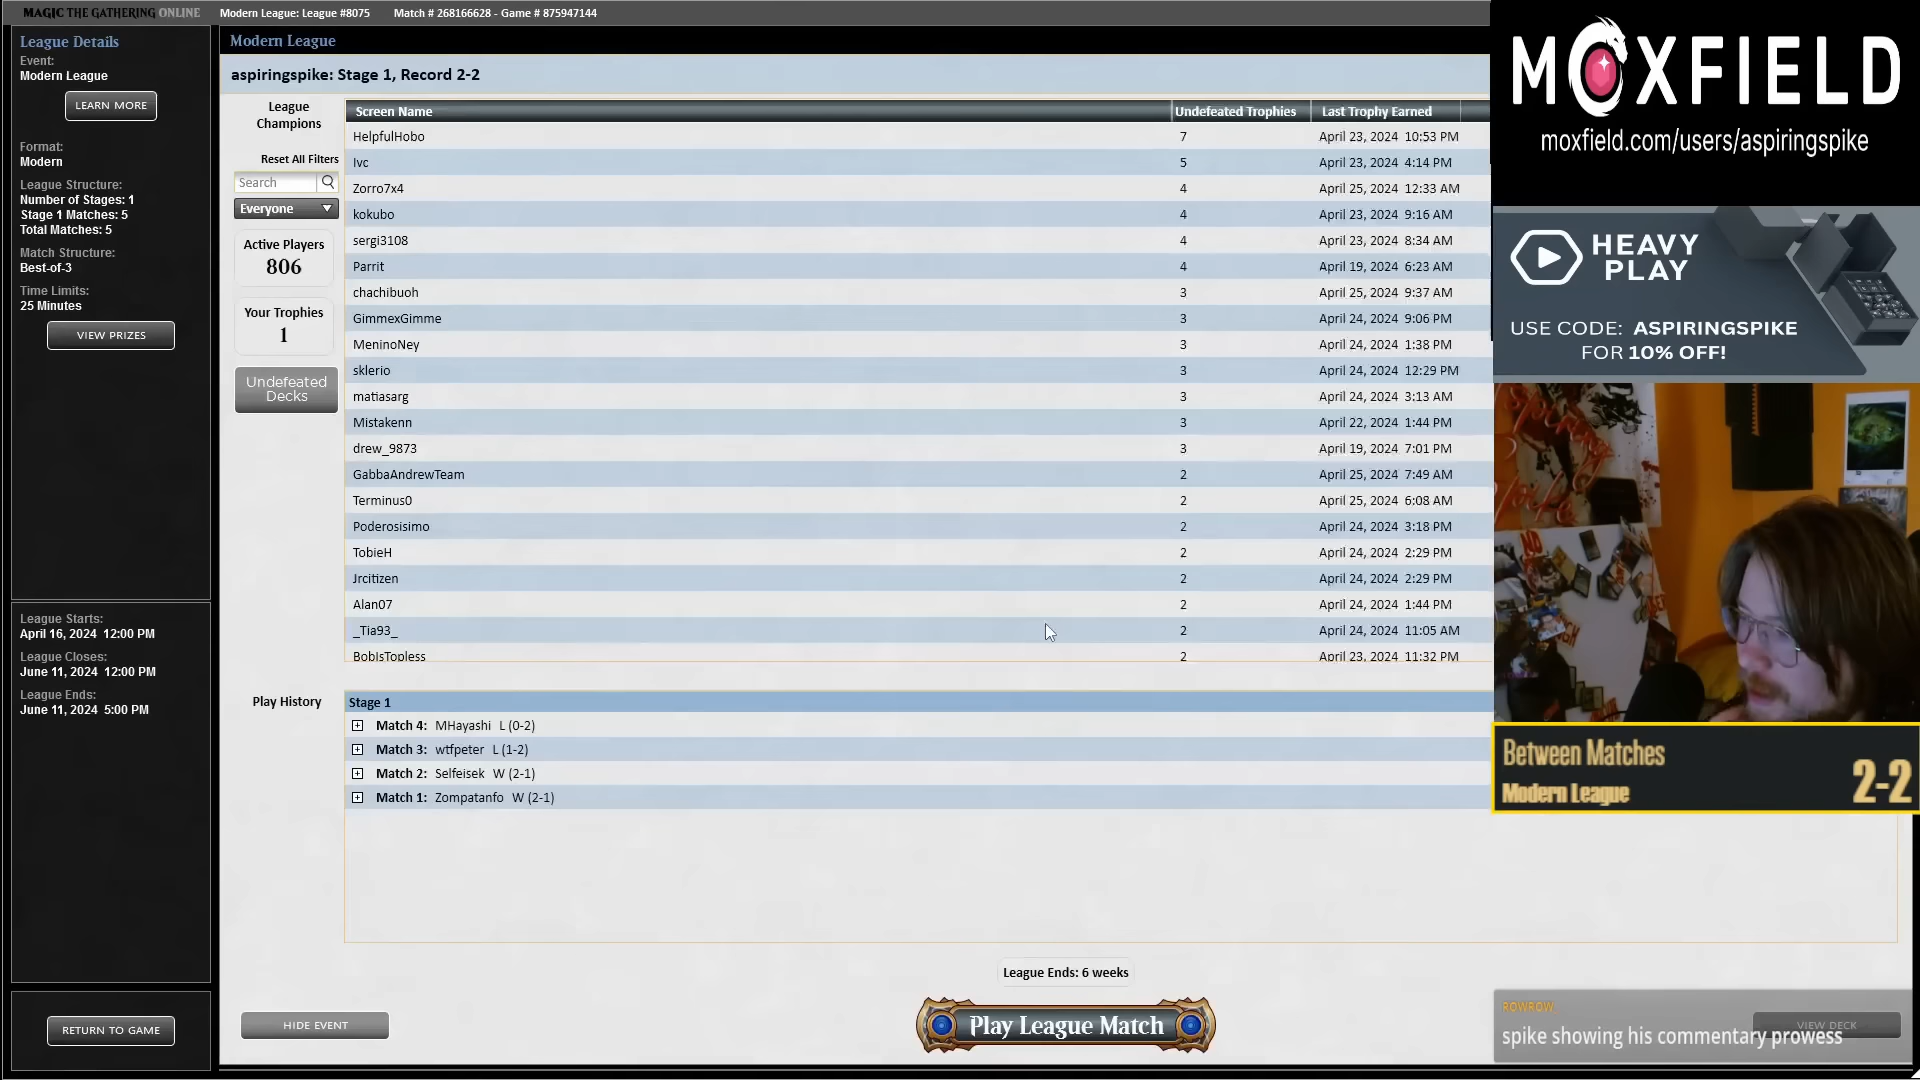 MAGIC THE GATHERING ONLINE
Modern League: League #8075 Match # 268166628 - Game # 875947144
League Details
Event:
Modern League
LEARN MORE
Format:
Modern
League Structure:
Number of Stages: 1
Stage 1 Matches: 5
Total Matches: 5
Match Structure:
Best-of-3
Time Limits:
25 Minutes
VIEW PRIZES
League Starts:
April 16, 2024 12:00 PM
League Closes:
June 11, 2024 12:00 PM
League Ends:
June 11, 2024 5:00 PM
RETURN TO GAME
Modern League
aspiringspike: Stage 1, Record 2-2
League
Champions
Reset All Filters
Search
Everyone
Active Players
806
Your Trophies
1
Undefeated
Decks
Screen Name Undefeated Trophies Last Trophy Earned
HelpfulHobo 7 April 23, 2024 10:53 PM
lvc 5 April 23, 2024 4:14 PM
Zorro7x4 4 April 25, 2024 12:33 AM
kokubo 4 April 23, 2024 9:16 AM
sergi3108 4 April 23, 2024 8:34 AM
Parrit 4 April 19, 2024 6:23 AM
chachibuoh 3 April 25, 2024 9:37 AM
GimmexGimme 3 April 24, 2024 9:06 PM
MeninoNey 3 April 24, 2024 1:38 PM
sklerio 3 April 24, 2024 12:29 PM
matiasarg 3 April 24, 2024 3:13 AM
Mistakenn 3 April 22, 2024 1:44 PM
drew_9873 3 April 19, 2024 7:01 PM
GabbaAndrewTeam 2 April 25, 2024 7:49 AM
Terminus0 2 April 25, 2024 6:08 AM
Poderosisimo 2 April 24, 2024 3:18 PM
TobieH 2 April 24, 2024 2:29 PM
Jrcitizen 2 April 24, 2024 2:29 PM
Alan07 2 April 24, 2024 1:44 PM
_Tia93_ 2 April 24, 2024 11:05 AM
BobIsTopless 2 April 23, 2024 11:32 PM
Play History
Stage 1
Match 4: MHayashi L (0-2)
Match 3: wtfpeter L (1-2)
Match 2: Selfeisek W (2-1)
Match 1: Zompatanfo W (2-1)
League Ends: 6 weeks
HIDE EVENT
Play League Match
MOXFIELD
moxfield.com/users/aspiringspike
HEAVY
PLAY
USE CODE: ASPIRINGSPIKE
FOR 10% OFF!
Between Matches
Modern League
2-2
ROWROW
VIEW DECK
spike showing his commentary prowess